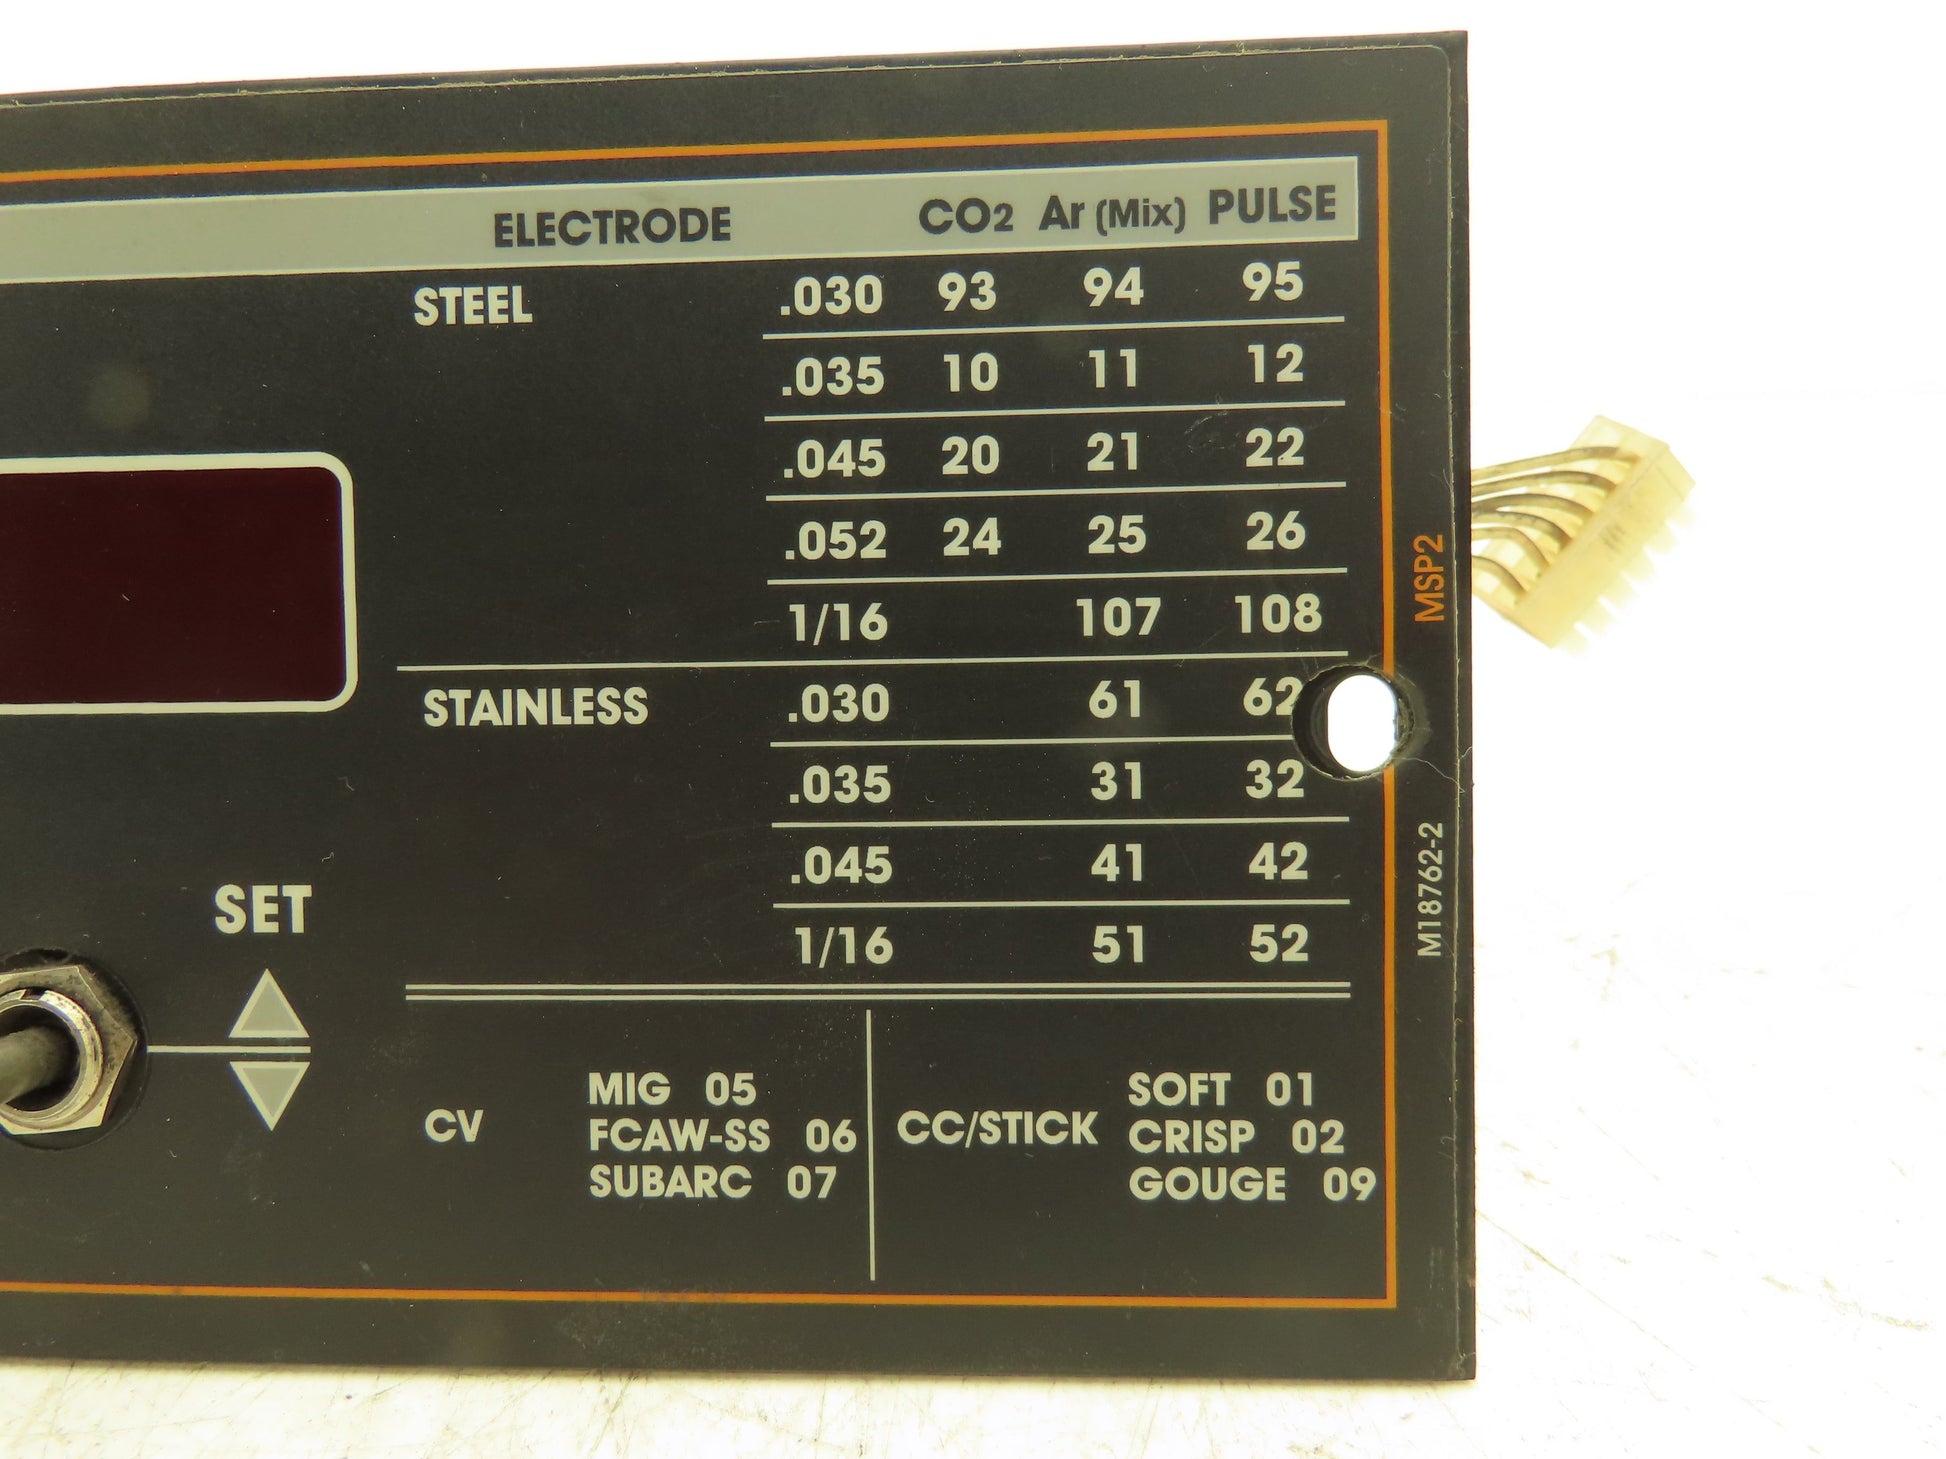 ELECTRODE CO2 Ar (Mix) PULSE
STEEL .030 93 94 95
.035 10 11 12
.045 20 21 22
.052 24 25 26
1/16 107 108
STAINLESS .030 61 62
.035 31 32
.045 41 42
1/16 51 52
SET
CV
MIG 05
FCAW-SS 06
SUBARC 07
CC/STICK
SOFT 01
CRISP 02
GOUGE 09
MSP2
M18762-2